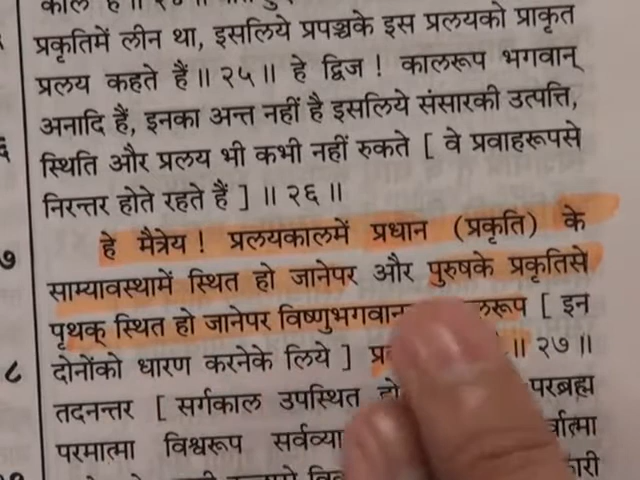 प्रकृतिमें लीन था, इसलिये प्रपञ्चके इस प्रलयको प्राकृत
प्रलय कहते हैं॥ २५॥ हे द्विज! कालरूप भगवान्
अनादि हैं, इनका अन्त नहीं है इसलिये संसारकी उत्पत्ति,
स्थिति और प्रलय भी कभी नहीं रुकते [ वे प्रवाहरूपसे
निरन्तर होते रहते हैं ]॥ २६॥
हे मैत्रेय! प्रलयकालमें प्रधान (प्रकृति) के
७
साम्यावस्थामें स्थित हो जानेपर और पुरुषके प्रकृतिसे
पृथक् स्थित हो जानेपर विष्णुभगवान [ इन
८
दोनोंको धारण करनेके लिये ] ॥ २७॥
तदनन्तर [ सर्गकाल उपस्थित परब्रह्म
परमात्मा विश्वरूप